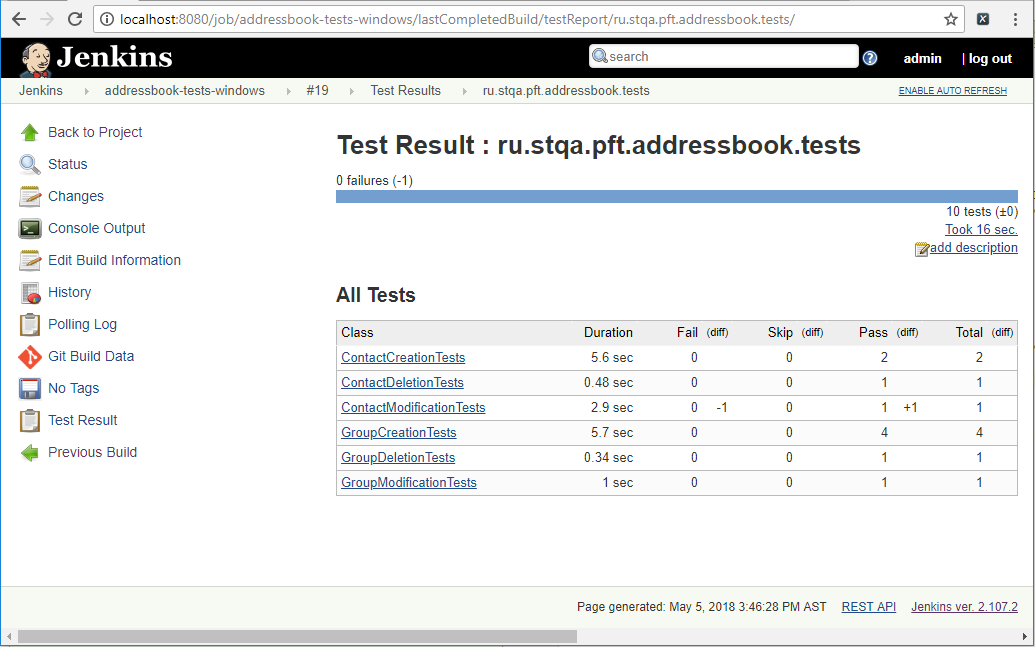 localhost:8080/job/addressbook-tests-windows/lastCompletedBuild/testReport/ru.stqa.pft.addressbook.tests/
Jenkins
search
admin
| log out
Jenkins addressbook-tests-windows #19 Test Results ru.stqa.pft.addressbook.tests
ENABLE AUTO REFRESH
Back to Project
Status
Changes
Console Output
Edit Build Information
History
Polling Log
Git Build Data
No Tags
Test Result
Previous Build
Test Result : ru.stqa.pft.addressbook.tests
0 failures (-1)
10 tests (±0)
Took 16 sec.
add description
All Tests
Class Duration Fail (diff) Skip (diff) Pass (diff) Total (diff)
ContactCreationTests 5.6 sec 0 0 2 2
ContactDeletionTests 0.48 sec 0 0 1 1
ContactModificationTests 2.9 sec 0 -1 0 1 +1 1
GroupCreationTests 5.7 sec 0 0 4 4
GroupDeletionTests 0.34 sec 0 0 1 1
GroupModificationTests 1 sec 0 0 1 1
Page generated: May 5, 2018 3:46:28 PM AST REST API Jenkins ver. 2.107.2